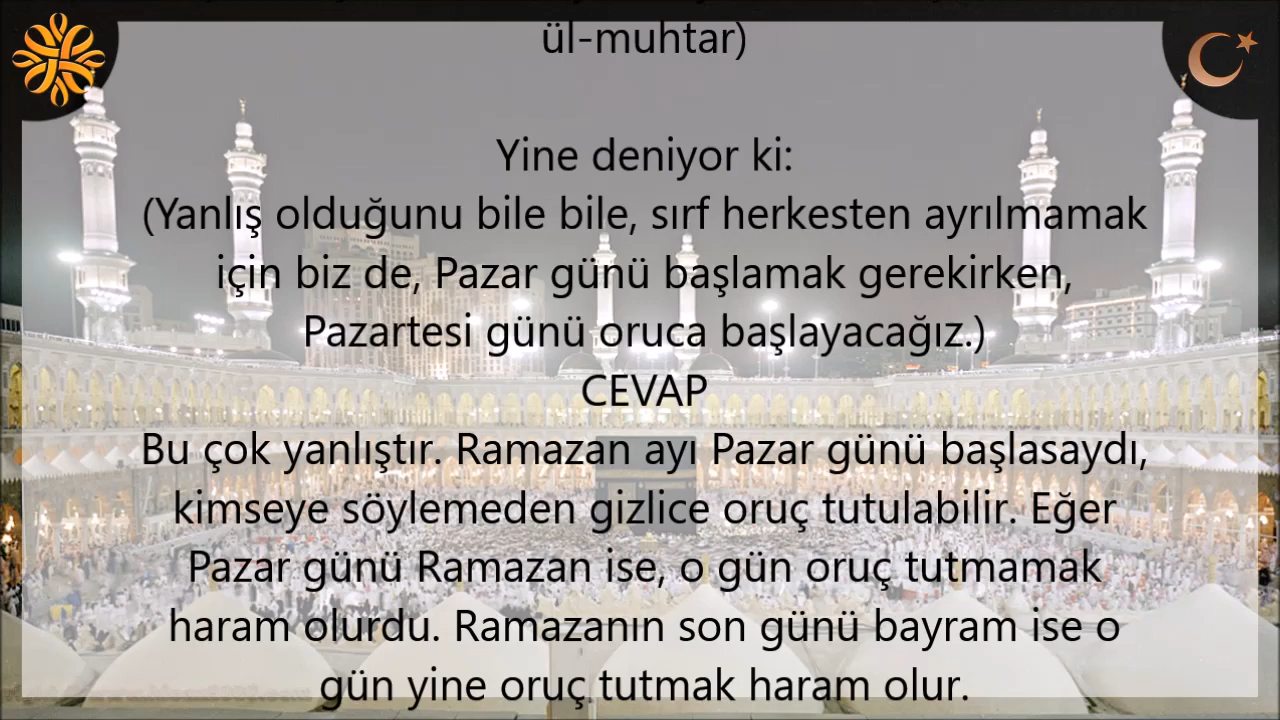 ül-muhtar)
Yine deniyor ki:
(Yanlış olduğunu bile bile, sırf herkesten ayrılmamak
için biz de, Pazar günü başlamak gerekirken,
Pazartesi günü oruca başlayacağız.)
CEVAP
Bu çok yanlıştır. Ramazan ayı Pazar günü başlasaydı,
kimseye söylemeden gizlice oruç tutulabilir. Eğer
Pazar günü Ramazan ise, o gün oruç tutmamak
haram olurdu. Ramazanın son günü bayram ise o
gün yine oruç tutmak haram olur.